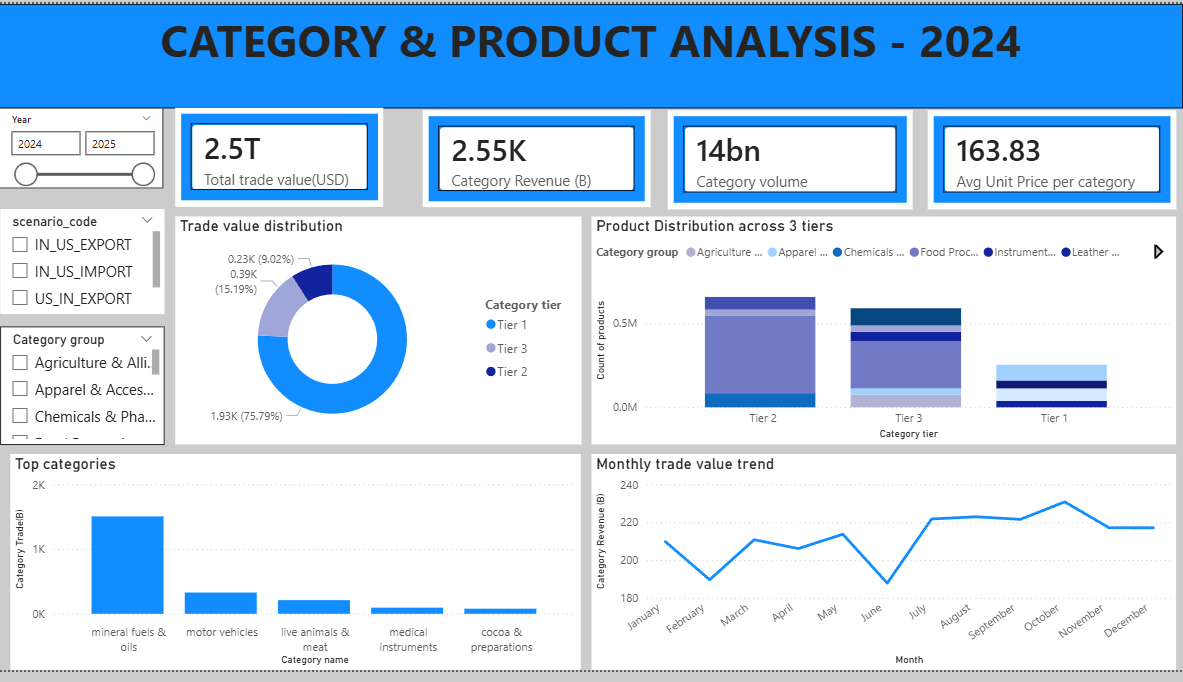 CATEGORY & PRODUCT ANALYSIS - 2024
Year
2024
2025
2.5T
Total trade value(USD)
2.55K
Category Revenue (B)
14bn
Category volume
163.83
Avg Unit Price per category
scenario_code
IN_US_EXPORT
IN_US_IMPORT
US_IN_EXPORT
Category group
Agriculture & Alli...
Apparel & Acces...
Chemicals & Pha...
Trade value distribution
0.23K (9.02%)
0.39K
(15.19%)
1.93K (75.79%)
Category tier
Tier 1
Tier 3
Tier 2
Product Distribution across 3 tiers
Category group
Agriculture ...
Apparel ...
Chemicals ...
Food Proc...
Instrument...
Leather ...
Count of products
0.5M
0.0M
Tier 2
Tier 3
Tier 1
Category tier
Top categories
Category Trade(B)
2K
1K
0K
mineral fuels &
oils
motor vehicles
live animals &
meat
medical
instruments
cocoa &
preparations
Category name
Monthly trade value trend
Category Revenue (B)
240
220
200
180
January
February
March
April
May
June
July
August
September
October
November
December
Month